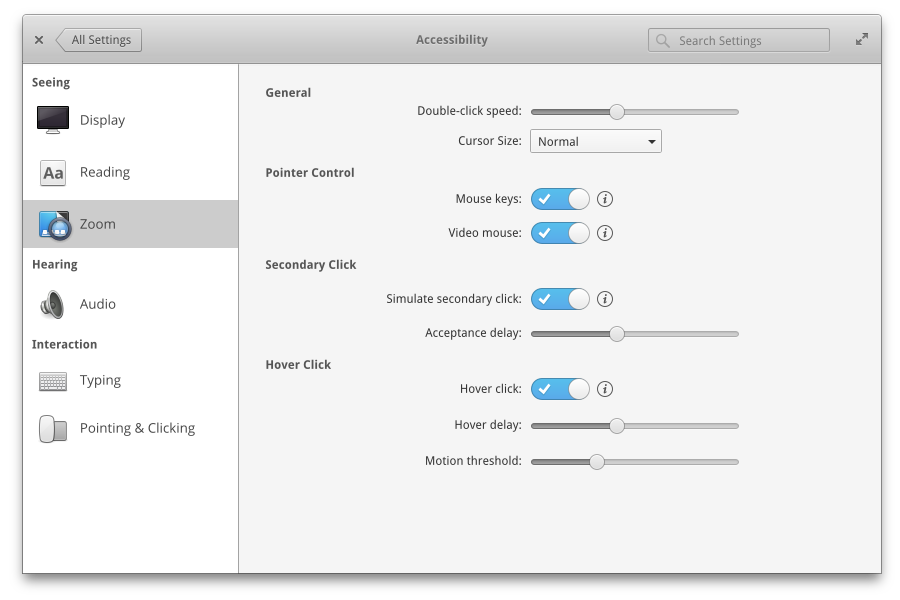 All Settings
Accessibility
Search Settings
Seeing
Display
Aa
Reading
Zoom
Hearing
Audio
Interaction
Typing
Pointing & Clicking
General
Double-click speed:
Cursor Size: Normal
Pointer Control
Mouse keys: i
Video mouse: i
Secondary Click
Simulate secondary click: i
Acceptance delay:
Hover Click
Hover click: i
Hover delay:
Motion threshold: